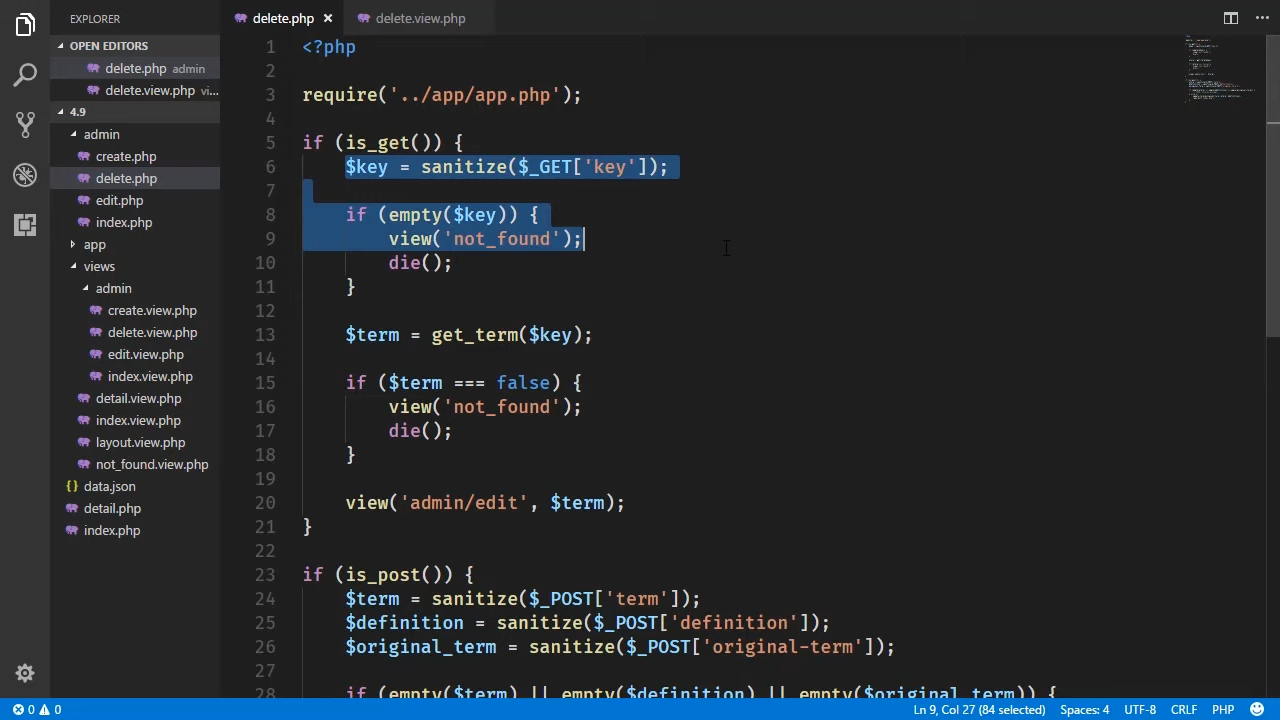 EXPLORER
OPEN EDITORS
delete.php admin
delete.view.php vi...
4.9
admin
create.php
delete.php
edit.php
index.php
app
views
admin
create.view.php
delete.view.php
edit.view.php
index.view.php
detail.view.php
index.view.php
layout.view.php
not_found.view.php
{} data.json
detail.php
index.php
delete.php ×
delete.view.php
1 <?php
2
3 require('../app/app.php');
4
5 if (is_get()) {
6 $key = sanitize($_GET['key']);
7
8 if (empty($key)) {
9 view('not_found');
10 die();
11 }
12
13 $term = get_term($key);
14
15 if ($term === false) {
16 view('not_found');
17 die();
18 }
19
20 view('admin/edit', $term);
21 }
22
23 if (is_post()) {
24 $term = sanitize($_POST['term']);
25 $definition = sanitize($_POST['definition']);
26 $original_term = sanitize($_POST['original-term']);
27
28 if (empty($term) || empty($definition) || empty($original_term)) {
0 0 Ln 9, Col 27 (84 selected) Spaces: 4 UTF-8 CRLF PHP